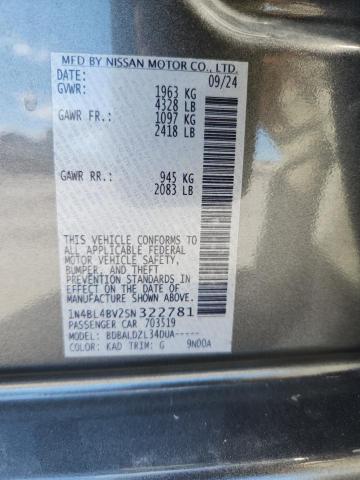 MFD BY NISSAN MOTOR CO., LTD.
DATE: 09/24
GVWR: 1963 KG
4328 LB
GAWR FR: 1097 KG
2418 LB
GAWR RR: 945 KG
2083 LB
THIS VEHICLE CONFORMS TO
ALL APPLICABLE FEDERAL
MOTOR VEHICLE SAFETY,
BUMPER, AND THEFT
PREVENTION STANDARDS IN
EFFECT ON THE DATE OF
MANUFACTURE SHOWN ABOVE.
1N4BL4BV2SN322781
PASSENGER CAR 703519
MODEL: BDBALDZL34DUA-----
COLOR: KAD TRIM: G 9N00A